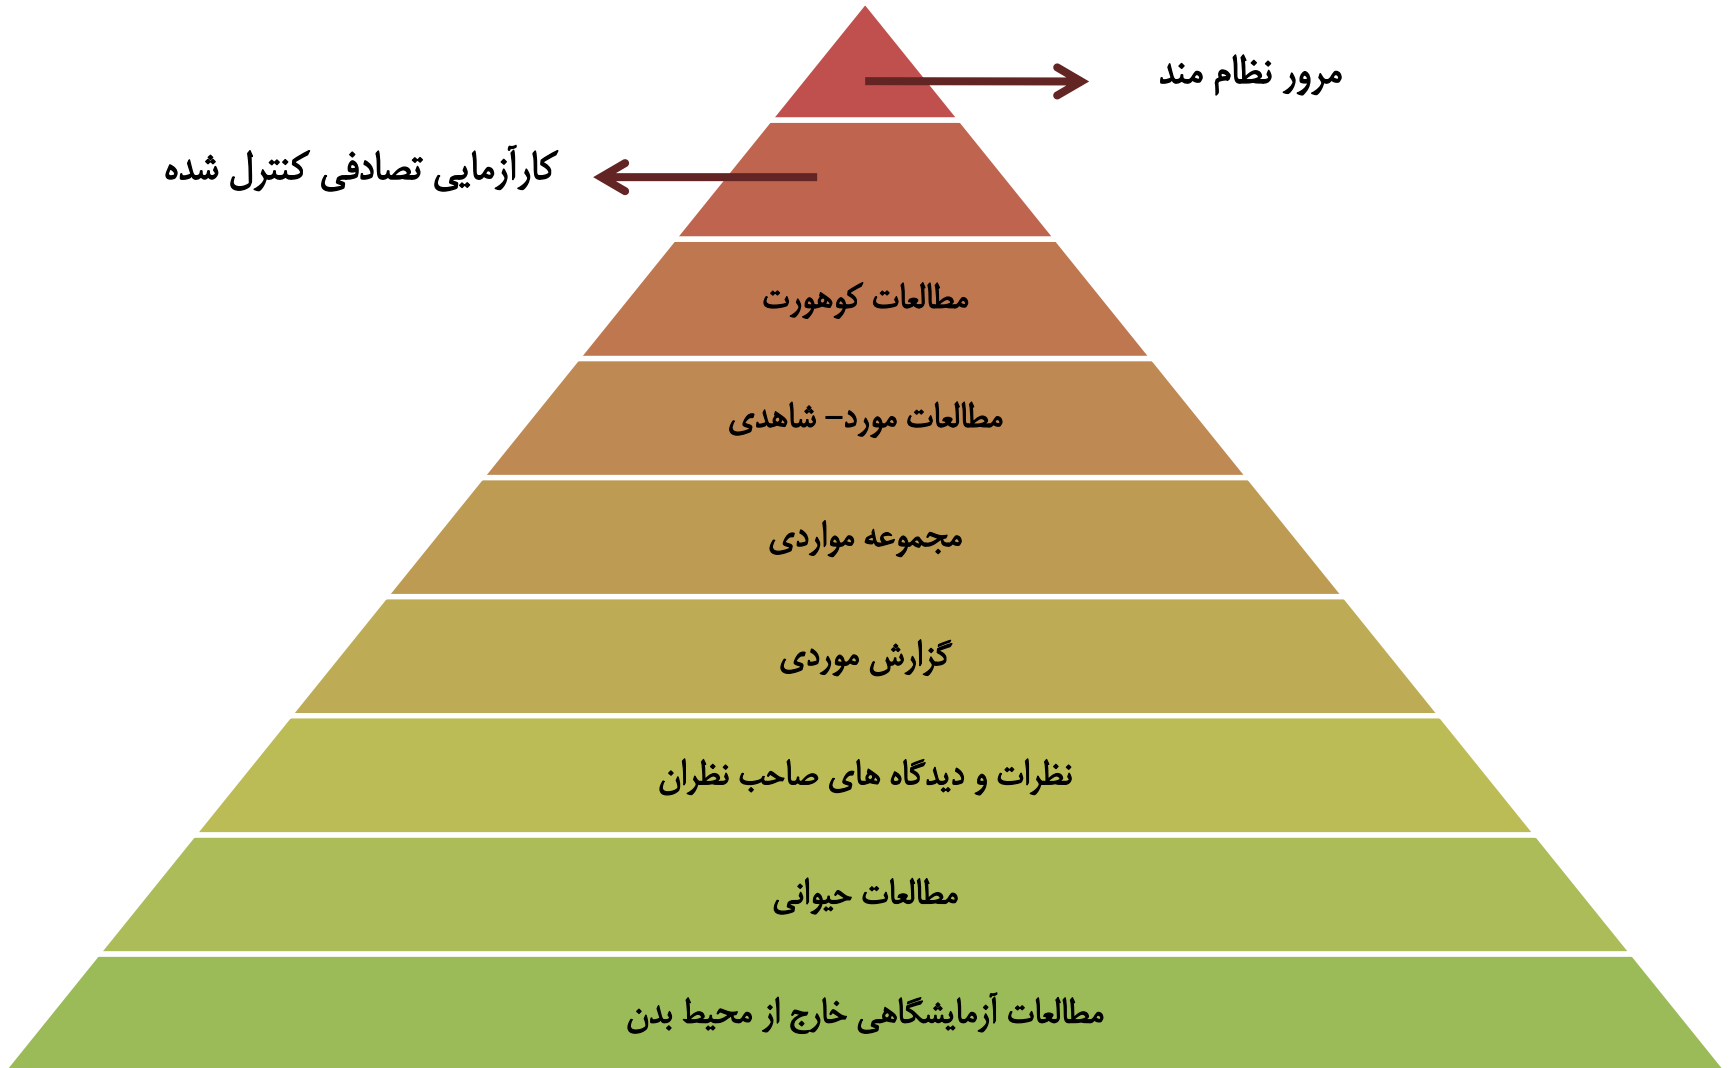 مرور نظام مند
کارآزمایی تصادفی کنترل شده
مطالعات کوهورت
مطالعات مورد- شاهدی
مجموعه مواردی
گزارش موردی
نظرات و دیدگاه های صاحب نظران
مطالعات حیوانی
مطالعات آزمایشگاهی خارج از محیط بدن